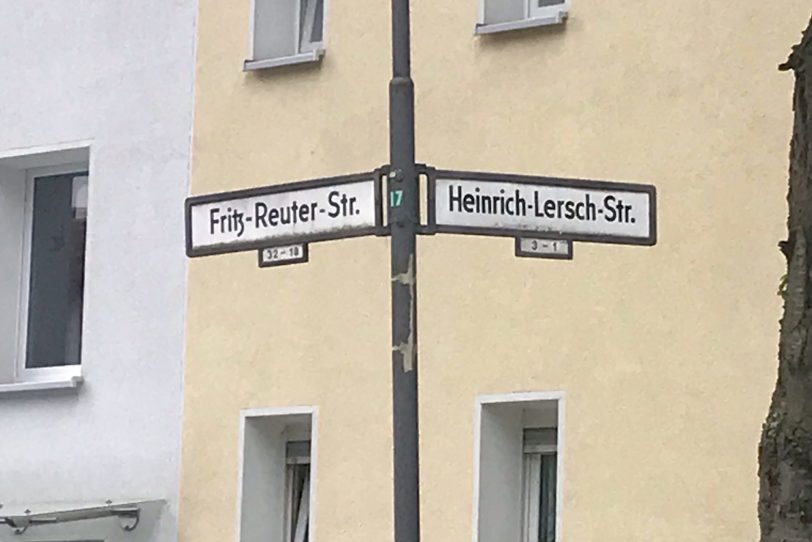 Fritz-Reuter-Str.
32-18
17
Heinrich-Lersch-Str.
3-1